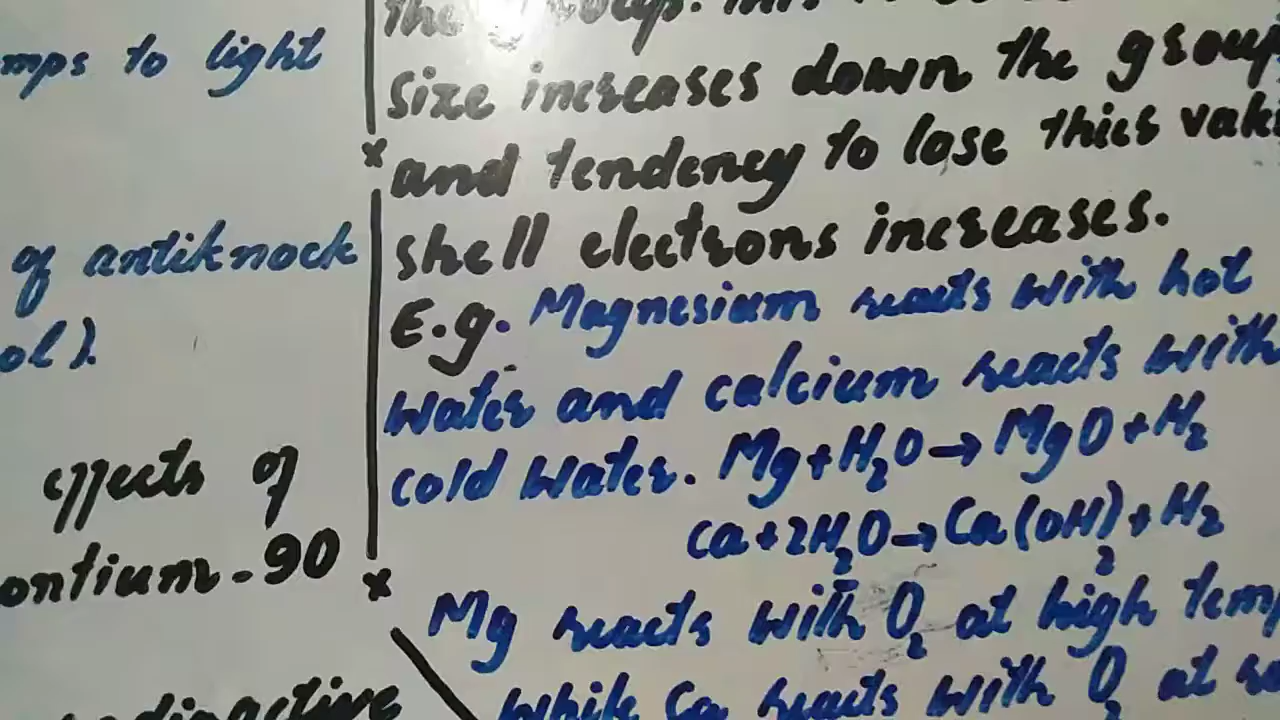 mps to light
of antiknock
ol).
effects of
ontium-90
the groups.
size increases down the group
and tendency to lose their val
shell electrons increases.
E.g. Magnesium reacts with hot
water and calcium reacts with
cold water. Mg+H₂O→MgO+H₂
Ca+2H₂O→Ca(OH)₂+H₂
Mg reacts with O₂ at high temp
while Ca reacts with O₂ at